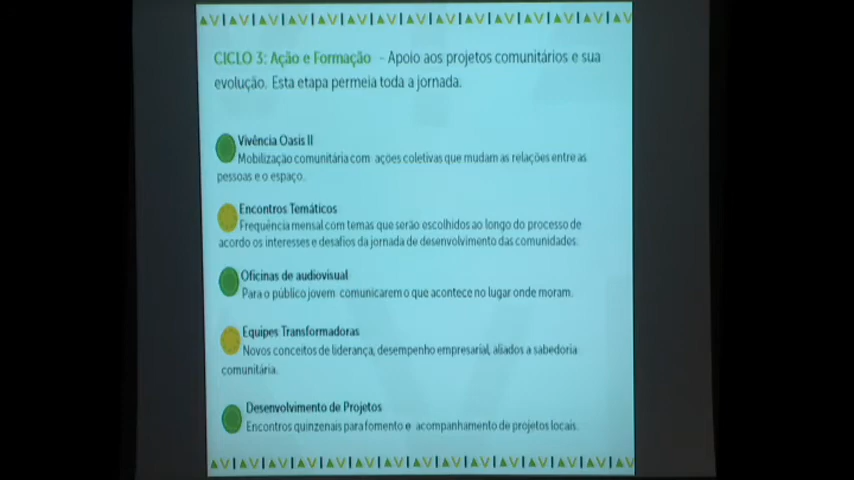 CICLO 3: Ação e Formação - Apoio aos projetos comunitários e sua
evolução. Esta etapa permeia toda a jornada.
Vivência Oasis II
Mobilização comunitária com ações coletivas que mudam as relações entre as
pessoas e o espaço.
Encontros Temáticos
Frequência mensal com temas que serão escolhidos ao longo do processo de
acordo os interesses e desafios da jornada de desenvolvimento das comunidades.
Oficinas de audiovisual
Para o público jovem comunicarem o que acontece no lugar onde moram.
Equipes Transformadoras
Novos conceitos de liderança, desempenho empresarial, aliados a sabedoria
comunitária.
Desenvolvimento de Projetos
Encontros quinzenais para fomento e acompanhamento de projetos locais.